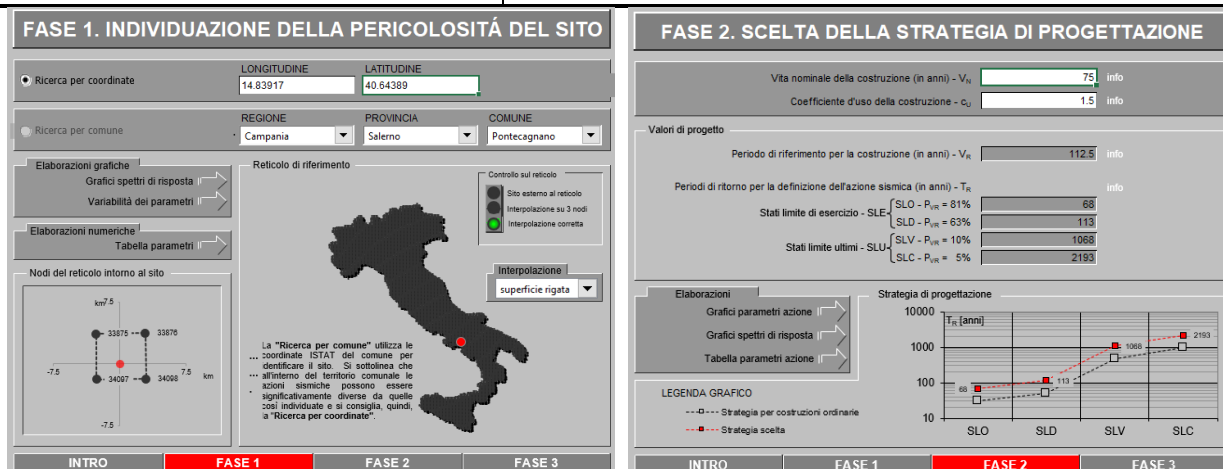 FASE 1. INDIVIDUAZIONE DELLA PERICOLOSITÁ DEL SITO
Ricerca per coordinate
LONGITUDINE
LATITUDINE
14.83917
40.64389
Ricerca per comune
REGIONE
PROVINCIA
COMUNE
Campania
Salerno
Pontecagnano
Elaborazioni grafiche
Grafici spettri di risposta
Variabilità dei parametri
Elaborazioni numeriche
Tabella parametri
Nodi del reticolo intorno al sito
km
7.5
33875
33876
-7.5
34097
34098
7.5
km
-7.5
Reticolo di riferimento
Controllo sul reticolo
Sito esterno al reticolo
Interpolazione su 3 nodi
Interpolazione corretta
Interpolazione
superficie rigata
La "Ricerca per comune" utilizza le
... coordinate ISTAT del comune per
identificare il sito. Si sottolinea che
... all'interno del territorio comunale le
azioni sismiche possono essere
significativamente diverse da quelle
così individuate e si consiglia, quindi,
la "Ricerca per coordinate".
INTRO
FASE 1
FASE 2
FASE 3
FASE 2. SCELTA DELLA STRATEGIA DI PROGETTAZIONE
Vita nominale della costruzione (in anni) - VN 75 info
Coefficiente d'uso della costruzione - cU 1.5 info
Valori di progetto
Periodo di riferimento per la costruzione (in anni) - VR 112.5 info
Periodi di ritorno per la definizione dell'azione sismica (in anni) - TR info
Stati limite di esercizio - SLE
SLO - PVR = 81% 68
SLD - PVR = 63% 113
Stati limite ultimi - SLU
SLV - PVR = 10% 1068
SLC - PVR = 5% 2193
Elaborazioni
Grafici parametri azione
Grafici spettri di risposta
Tabella parametri azione
LEGENDA GRAFICO
Strategia per costruzioni ordinarie
Strategia scelta
Strategia di progettazione
TR [anni]
10000
1000
100
10
68
113
1068
2193
SLO
SLD
SLV
SLC
INTRO
FASE 1
FASE 2
FASE 3